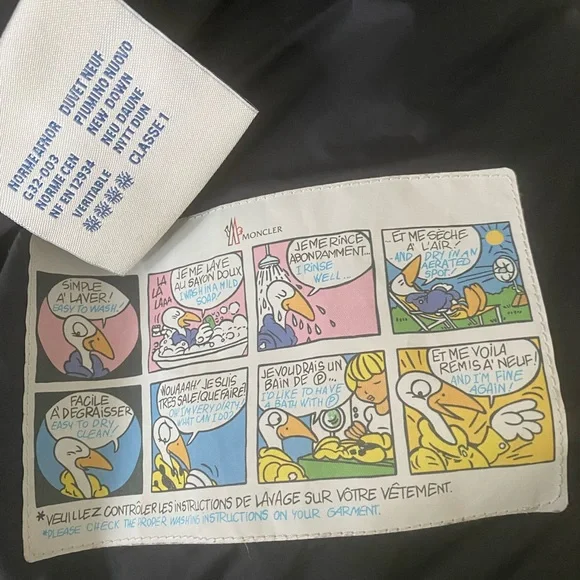 NORME AFNOR
G32-003
NORME CEN
NF EN 12934
VERITABLE
DUVET NEUF
PIUMINO NUOVO
NEW DOWN
NEU DAUNE
NYTT DUN
CLASSE 1
MONCLER
SIMPLE
A' LAVER!
EASY TO WASH!
LA
LA
LAAA
JE ME LAVE
AU SAVON DOUX
I WASH IN A MILD
SOAP!
JE ME RINCE
ABONDAMMENT...
I RINSE
WELL...
...ET ME SÈCHE
A' L'AIR!
AND DRY IN AN
AERATED
SPOT!
FACILE
A' DÉGRAISSER
EASY TO DRY
CLEAN!
WOUAAAH! JE SUIS
TRÈS SALE! QUE FAIRE?
OH I'M VERY DIRTY
WHAT CAN I DO?
JE VOUDRAIS UN
BAIN DE Ⓟ...
I'D LIKE TO HAVE
A BATH WITH Ⓟ
ET ME VOILA
REMIS A' NEUF!
AND I'M FINE
AGAIN!
*VEUILLEZ CONTRÔLER LES INSTRUCTIONS DE LAVAGE SUR VÔTRE VÊTEMENT.
*PLEASE CHECK THE PROPER WASHING INSTRUCTIONS ON YOUR GARMENT.